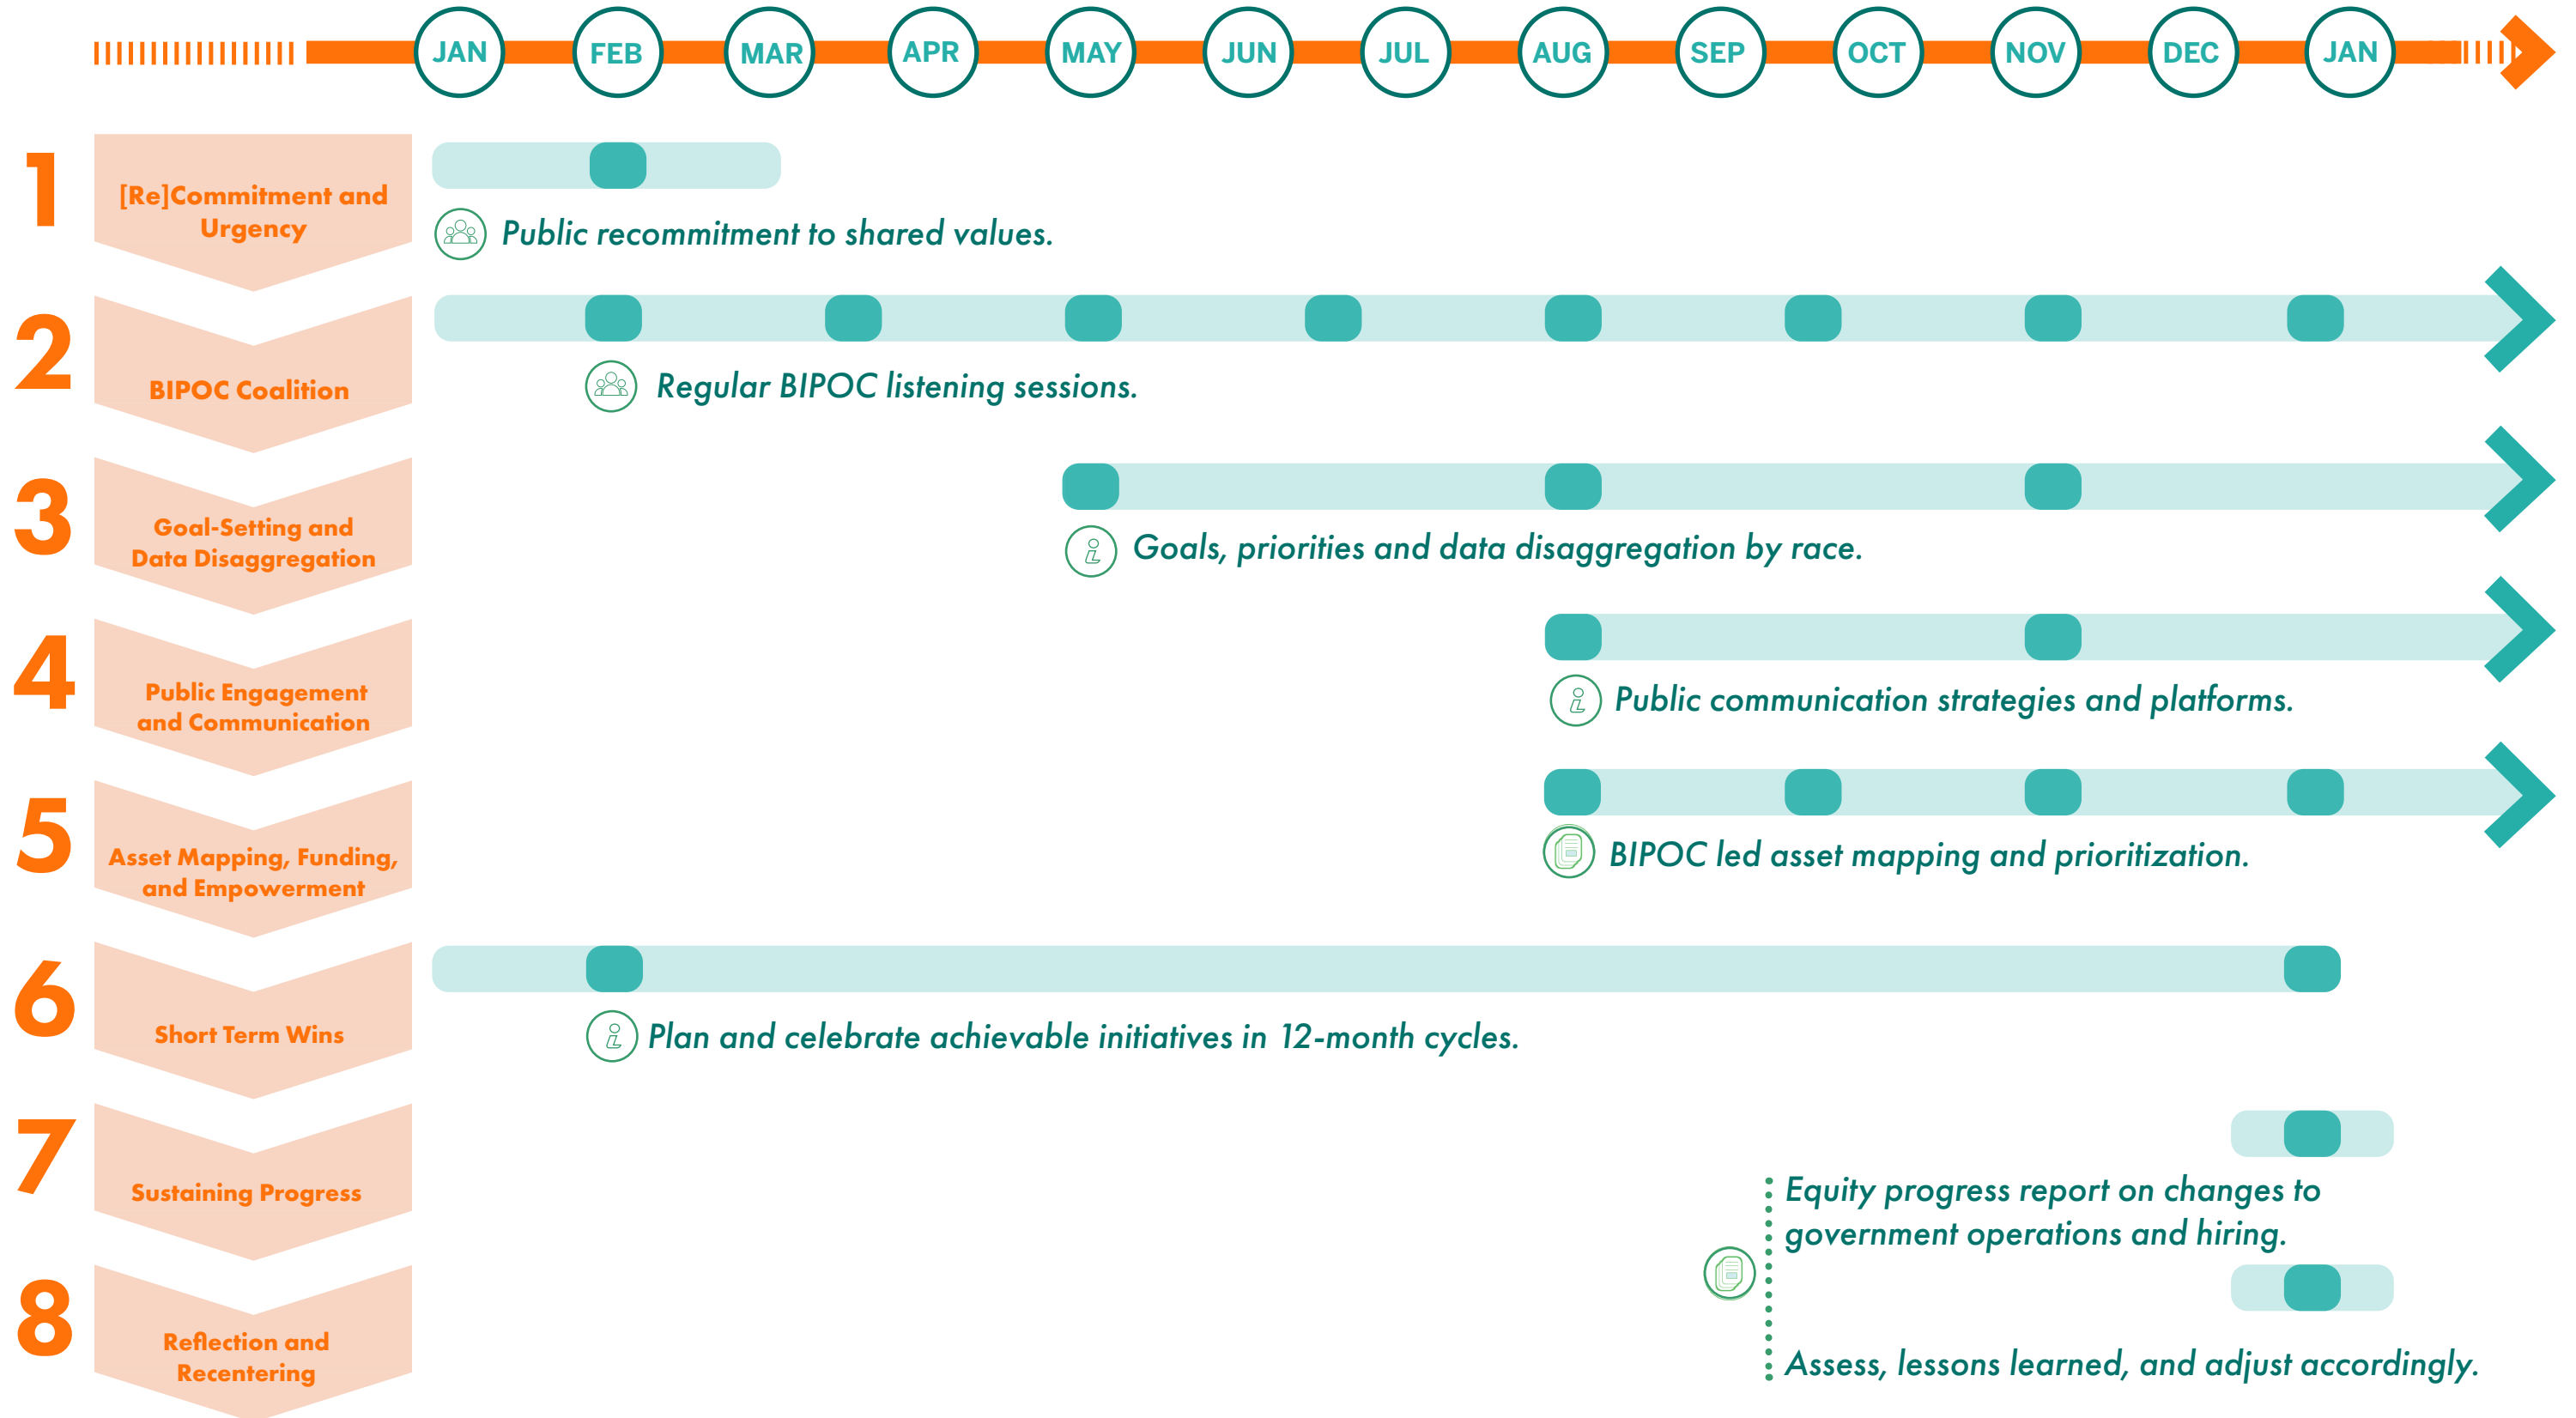 JAN FEB MAR APR MAY JUN JUL AUG SEP OCT NOV DEC JAN
1
[Re]Commitment and
Urgency
Public recommitment to shared values.
2
BIPOC Coalition
Regular BIPOC listening sessions.
3
Goal-Setting and
Data Disaggregation
Goals, priorities and data disaggregation by race.
4
Public Engagement
and Communication
Public communication strategies and platforms.
5
Asset Mapping, Funding,
and Empowerment
BIPOC led asset mapping and prioritization.
6
Short Term Wins
Plan and celebrate achievable initiatives in 12-month cycles.
7
Sustaining Progress
Equity progress report on changes to
government operations and hiring.
8
Reflection and
Recentering
Assess, lessons learned, and adjust accordingly.